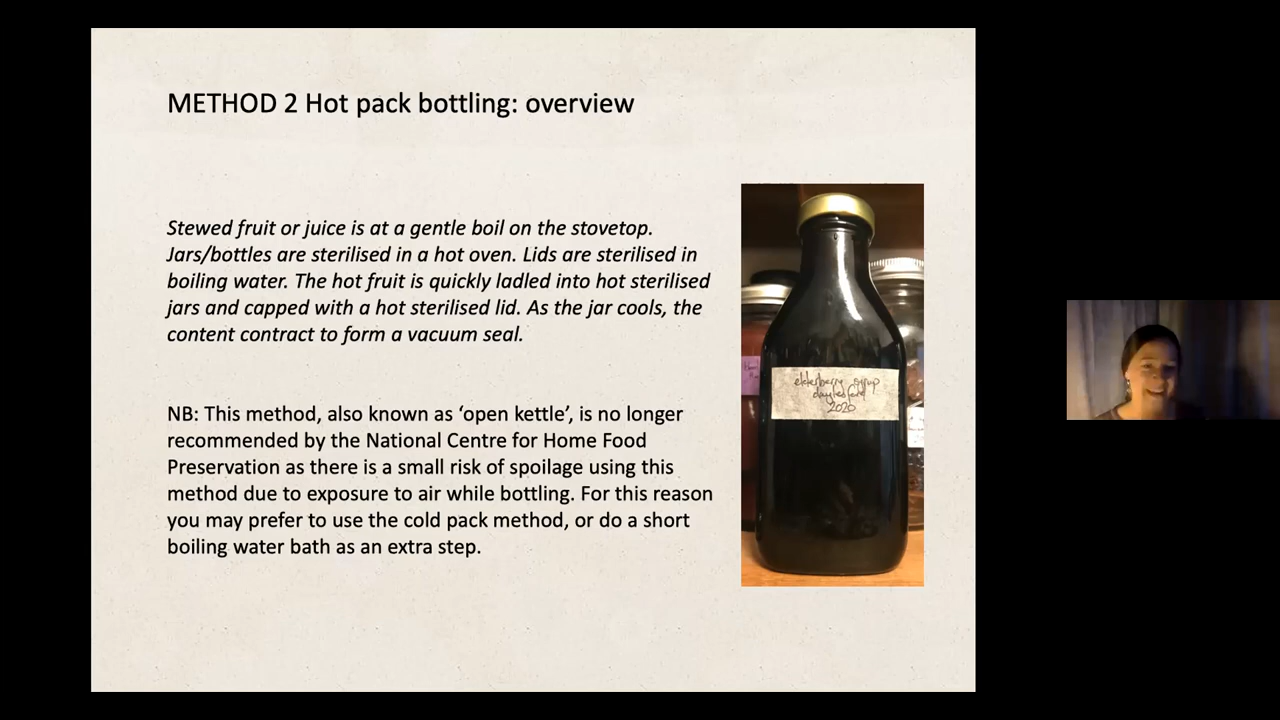 METHOD 2 Hot pack bottling: overview
Stewed fruit or juice is at a gentle boil on the stovetop.
Jars/bottles are sterilised in a hot oven. Lids are sterilised in
boiling water. The hot fruit is quickly ladled into hot sterilised
jars and capped with a hot sterilised lid. As the jar cools, the
content contract to form a vacuum seal.
NB: This method, also known as ‘open kettle’, is no longer
recommended by the National Centre for Home Food
Preservation as there is a small risk of spoilage using this
method due to exposure to air while bottling. For this reason
you may prefer to use the cold pack method, or do a short
boiling water bath as an extra step.
elderberry syrup
daylesford
2020